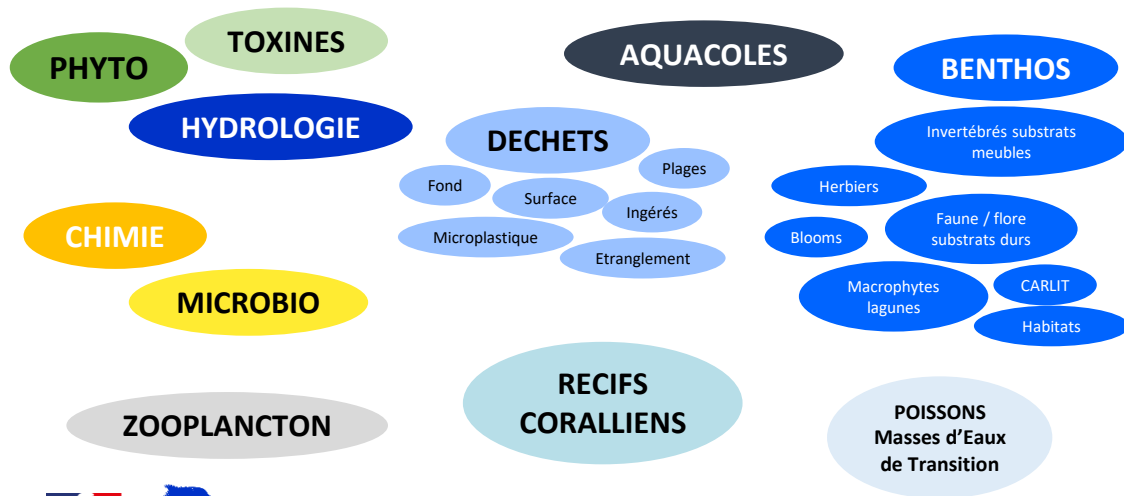 TOXINES
PHYTO
AQUACOLES
BENTHOS
HYDROLOGIE
DECHETS
Invertébrés substrats
meubles
Plages
Fond
Herbiers
Surface
Ingérés
Faune / flore
substrats durs
Microplastique
Blooms
CHIMIE
Etranglement
Macrophytes
lagunes
CARLIT
MICROBIO
Habitats
RECIFS
CORALLIENS
ZOOPLANCTON
POISSONS
Masses d'Eaux
de Transition